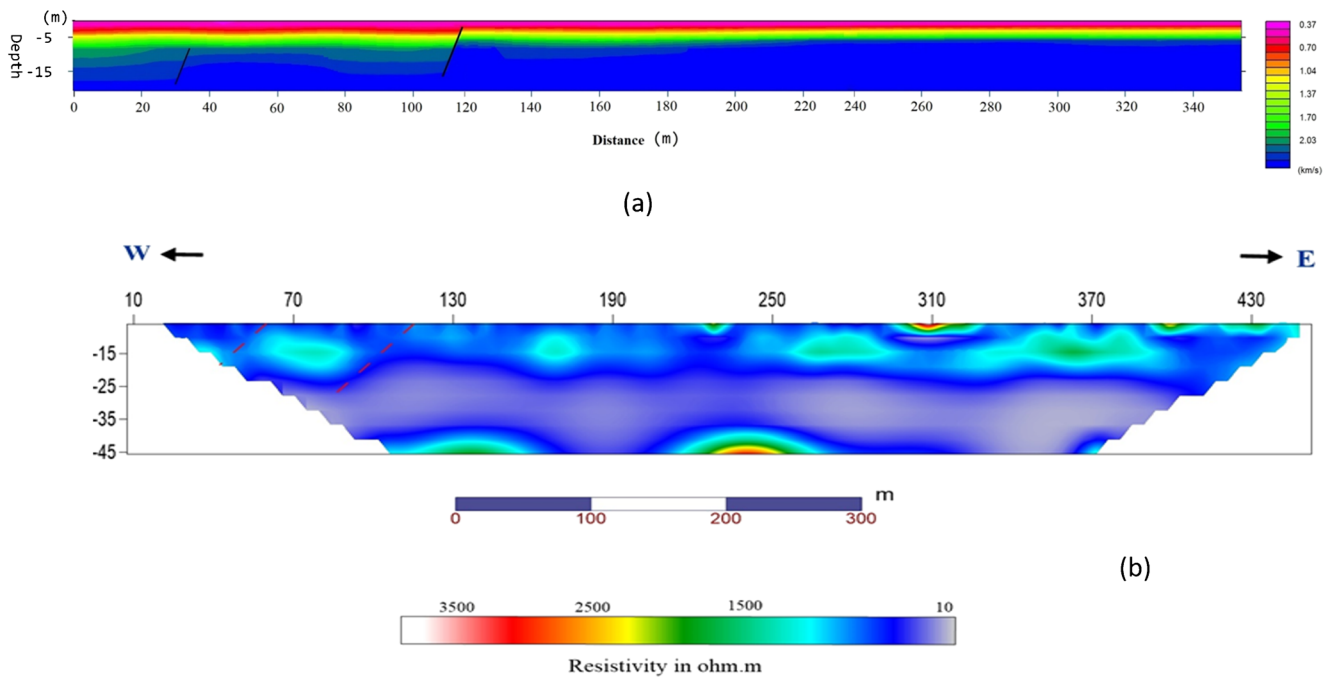 (m)
-5
-15
Depth
0 20 40 60 80 100 120 140 160 180 200 220 240 260 280 300 320 340
Distance (m)
0.37
0.70
1.04
1.37
1.70
2.03
(km/s)
(a)
W E
10 70 130 190 250 310 370 430
-15
-25
-35
-45
m
0 100 200 300
(b)
3500 2500 1500 10
Resistivity in ohm.m